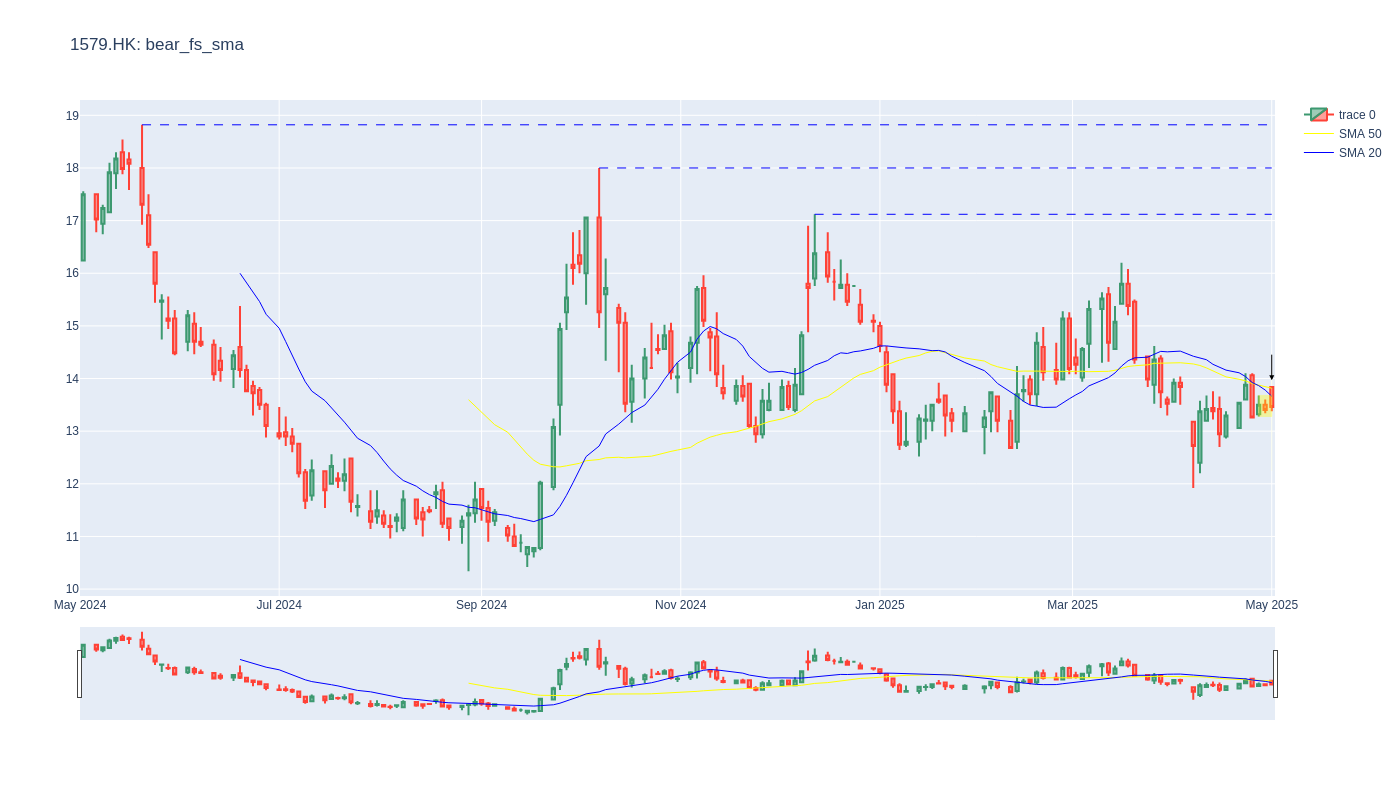 1579.HK: bear_fs_sma
trace 0
SMA 50
SMA 20
19
18
17
16
15
14
13
12
11
10
May 2024
Jul 2024
Sep 2024
Nov 2024
Jan 2025
Mar 2025
May 2025